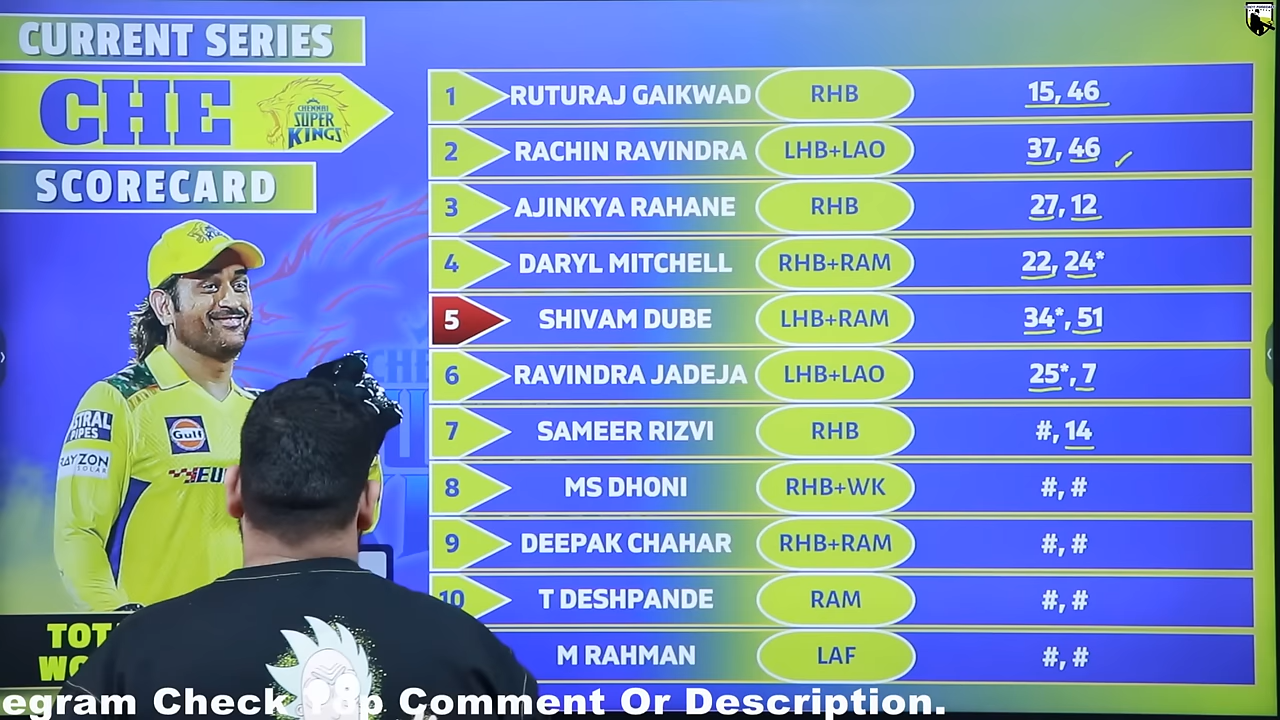 CURRENT SERIES
CHE
CHENNAI
SUPER
KINGS
SCORECARD
1 RUTURAJ GAIKWAD RHB 15, 46
2 RACHIN RAVINDRA LHB+LAO 37, 46
3 AJINKYA RAHANE RHB 27, 12
4 DARYL MITCHELL RHB+RAM 22, 24*
5 SHIVAM DUBE LHB+RAM 34*, 51
6 RAVINDRA JADEJA LHB+LAO 25*, 7
7 SAMEER RIZVI RHB #, 14
8 MS DHONI RHB+WK #, #
9 DEEPAK CHAHAR RHB+RAM #, #
10 T DESHPANDE RAM #, #
M RAHMAN LAF #, #
ASTRAL
PIPES
Gulf
RAYZON
SOLAR
EU
TOT
WO
egram Check Comment Or Description.